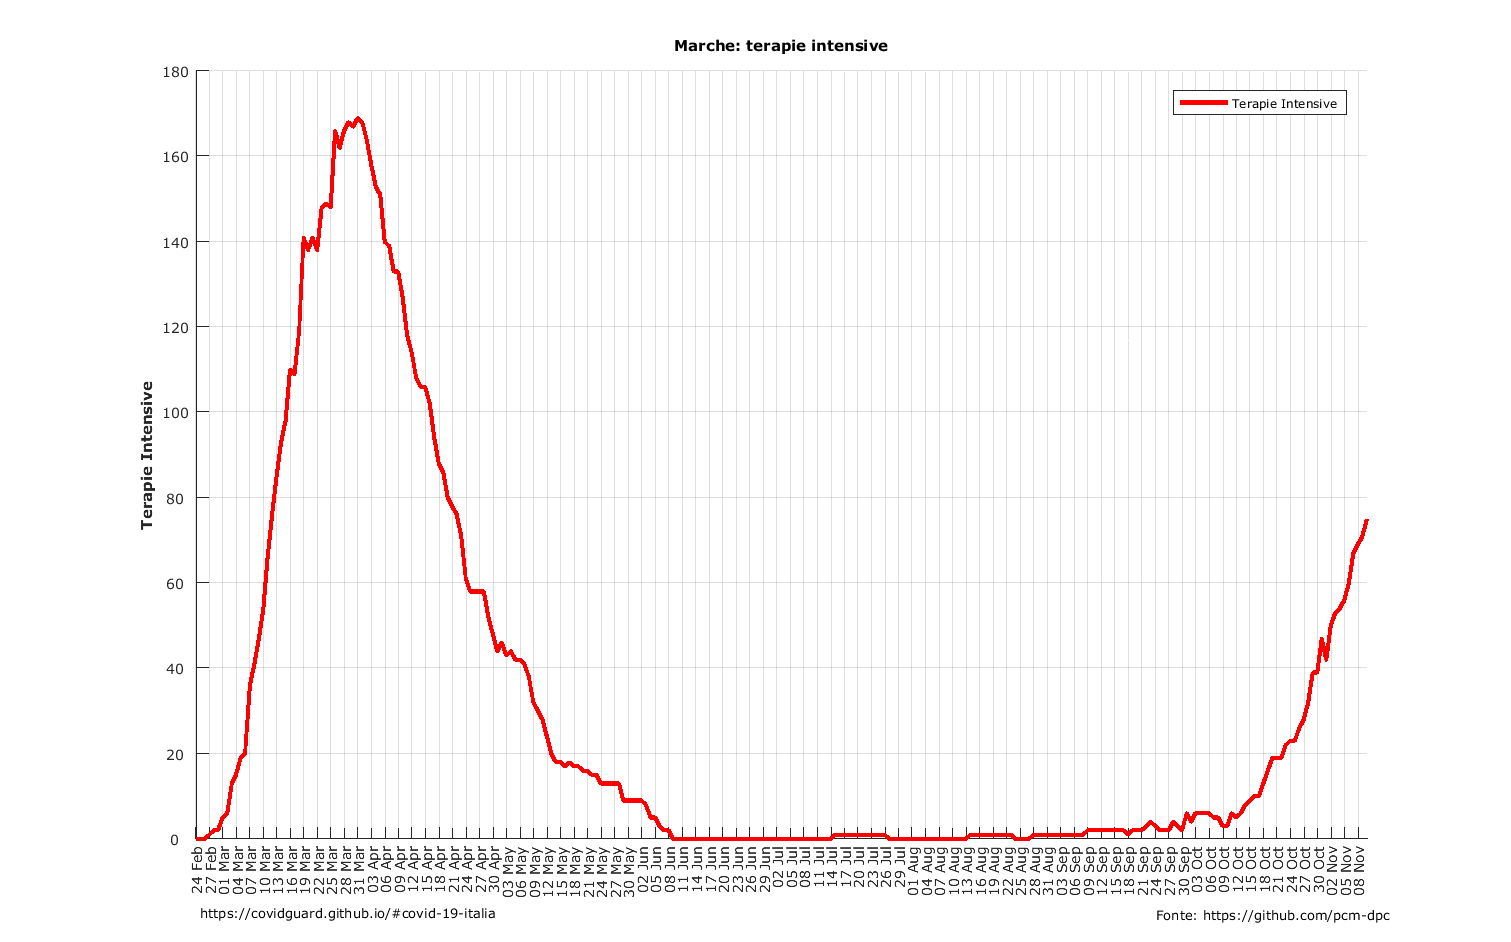 Marche: terapie intensive
Terapie Intensive
180
160
140
120
100
80
60
40
20
0
Terapie Intensive
24 Feb
27 Feb
01 Mar
04 Mar
07 Mar
10 Mar
13 Mar
16 Mar
19 Mar
22 Mar
25 Mar
28 Mar
31 Mar
03 Apr
06 Apr
09 Apr
12 Apr
15 Apr
18 Apr
21 Apr
24 Apr
27 Apr
30 Apr
03 May
06 May
09 May
12 May
15 May
18 May
21 May
24 May
27 May
30 May
02 Jun
05 Jun
08 Jun
11 Jun
14 Jun
17 Jun
20 Jun
23 Jun
26 Jun
29 Jun
02 Jul
05 Jul
08 Jul
11 Jul
14 Jul
17 Jul
20 Jul
23 Jul
26 Jul
29 Jul
01 Aug
04 Aug
07 Aug
10 Aug
13 Aug
16 Aug
19 Aug
22 Aug
25 Aug
28 Aug
31 Aug
03 Sep
06 Sep
09 Sep
12 Sep
15 Sep
18 Sep
21 Sep
24 Sep
27 Sep
30 Sep
03 Oct
06 Oct
09 Oct
12 Oct
15 Oct
18 Oct
21 Oct
24 Oct
27 Oct
30 Oct
02 Nov
05 Nov
08 Nov
https://covidguard.github.io/#covid-19-italia
Fonte: https://github.com/pcm-dpc